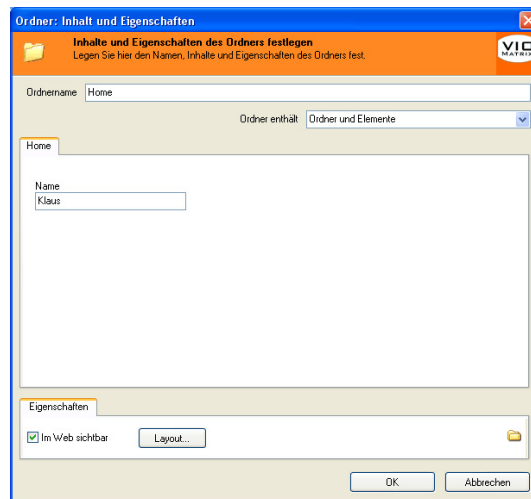 Ordner: Inhalt und Eigenschaften
Inhalte und Eigenschaften des Ordners festlegen
Legen Sie hier den Namen, Inhalte und Eigenschaften des Ordners fest.
VIO
MATRIX
Ordnername Home
Ordner enthält Ordner und Elemente
Home
Name
Klaus
Eigenschaften
Im Web sichtbar Layout...
OK Abbrechen